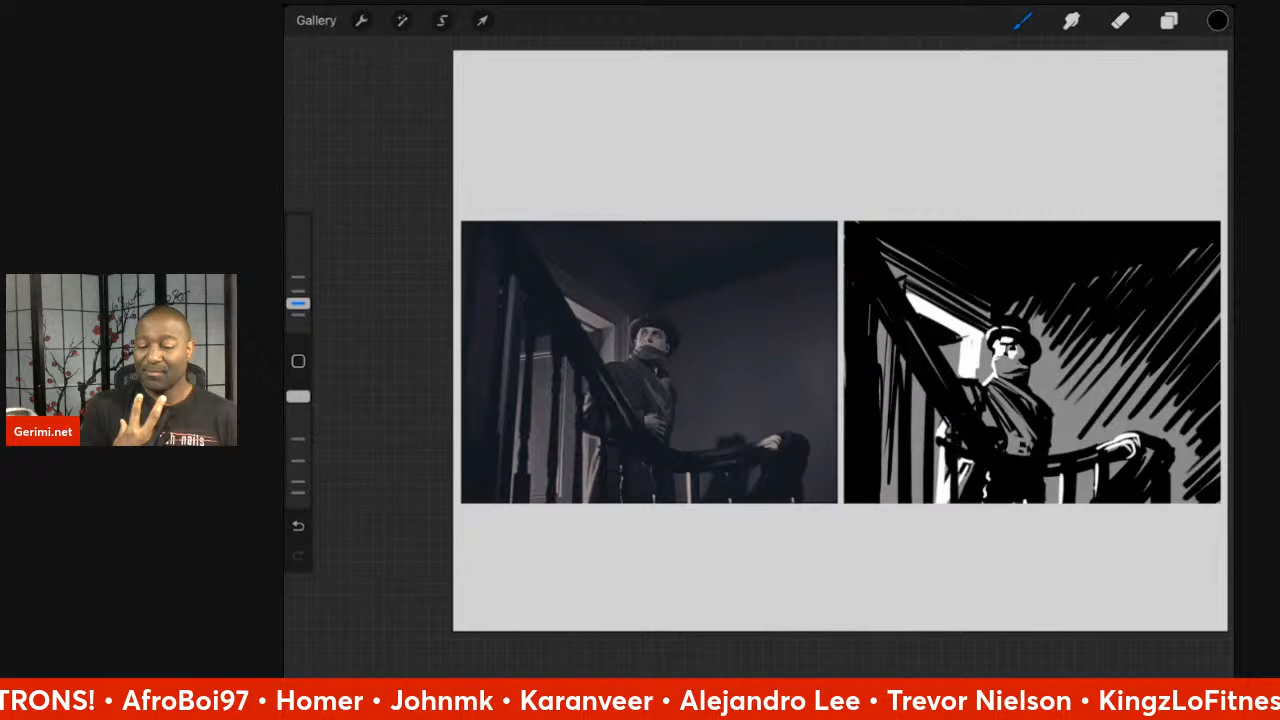 Gallery
Gerimi.net
TRONS! • AfroBoi97 • Homer • Johnmk • Karanveer • Alejandro Lee • Trevor Nielson • KingzLoFitnes